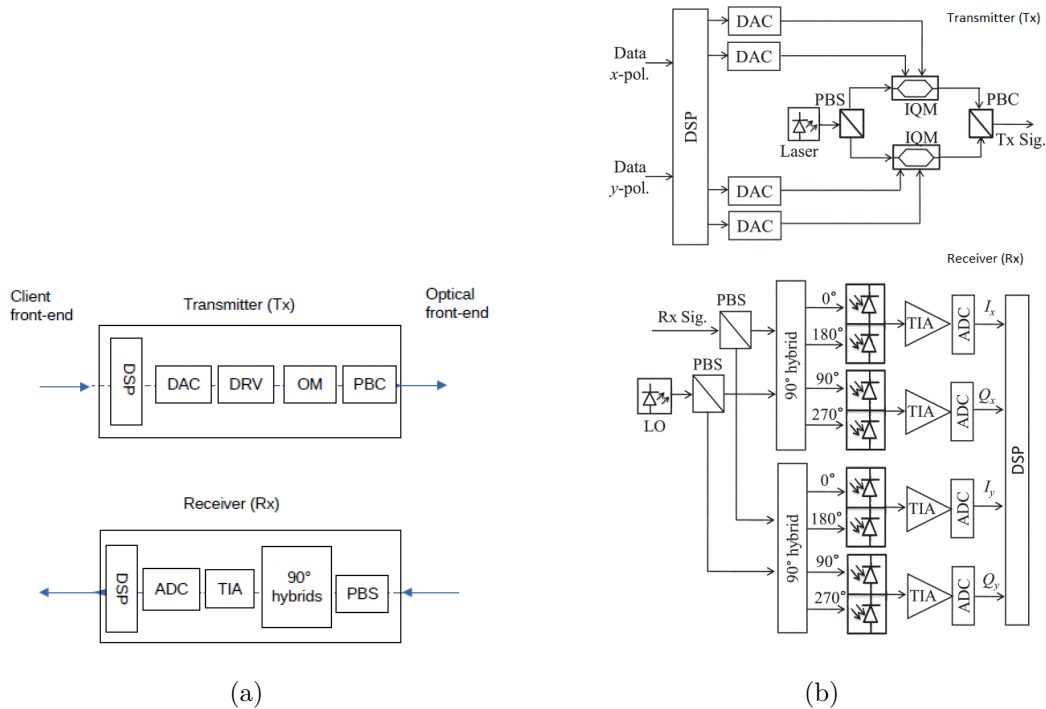 Client
front-end
Transmitter (Tx)
Optical
front-end
DSP
DAC
DRV
OM
PBC
Receiver (Rx)
DSP
ADC
TIA
90°
hybrids
PBS
(a)
Transmitter (Tx)
Data
x-pol.
Data
y-pol.
DSP
DAC
DAC
DAC
DAC
Laser
PBS
IQM
IQM
PBC
Tx Sig.
Receiver (Rx)
Rx Sig.
PBS
PBS
LO
90° hybrid
0°
180°
90°
270°
TIA
ADC
Ix
TIA
ADC
Qx
90° hybrid
0°
180°
90°
270°
TIA
ADC
Iy
TIA
ADC
Qy
DSP
(b)